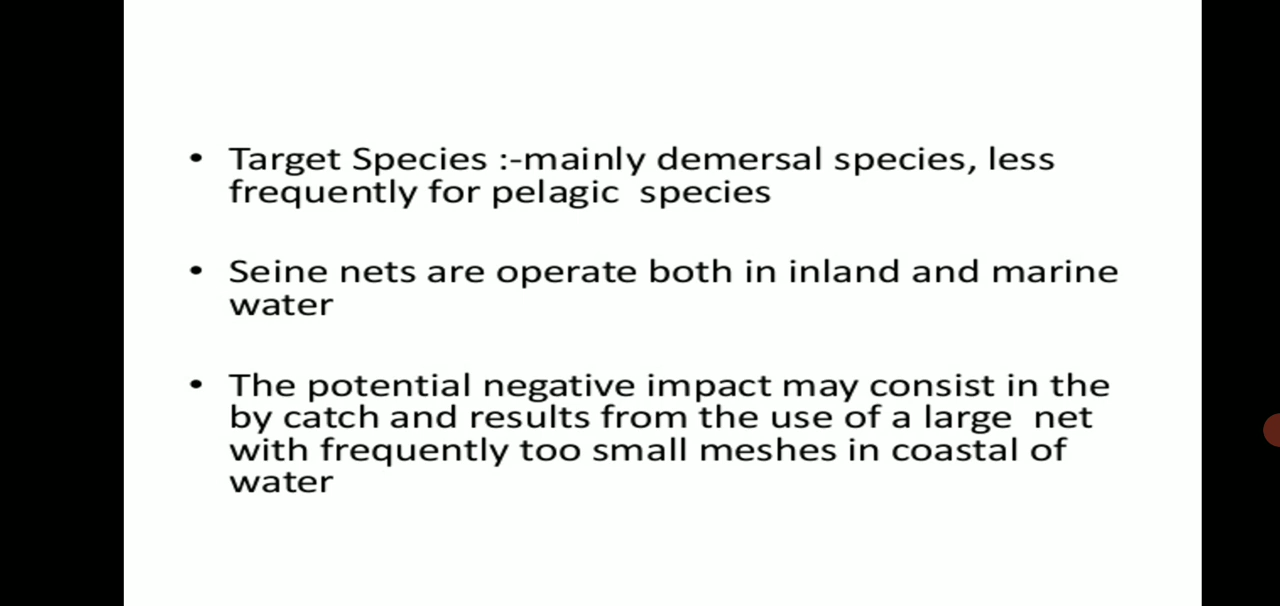 • Target Species :-mainly demersal species, less
frequently for pelagic  species
• Seine nets are operate both in inland and marine
water
• The potential negative impact may consist in the
by catch and results from the use of a large  net
with frequently too small meshes in coastal of
water